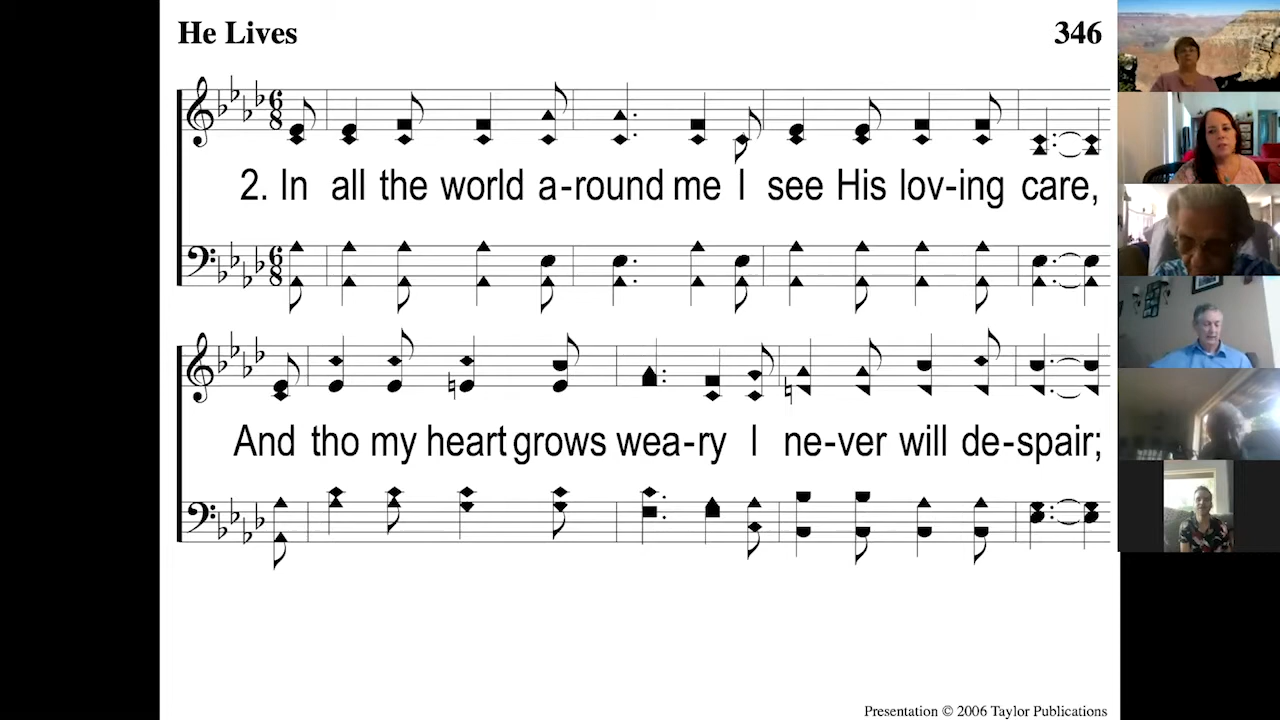 He Lives
346
2. In all the world a-round me I see His lov-ing care,
And tho my heart grows wea-ry I ne-ver will de-spair;
Presentation © 2006 Taylor Publications